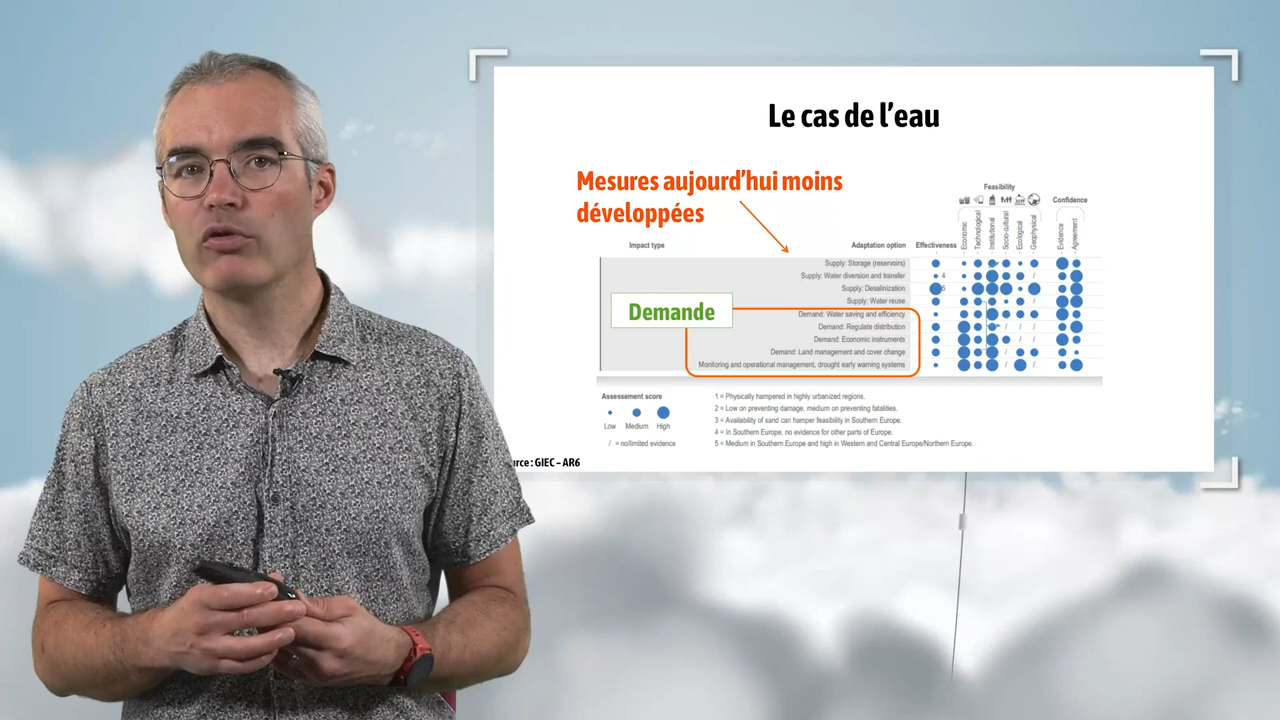 Le cas de l'eau
Mesures aujourd'hui moins
développées
Feasibility
Confidence
Impact type
Adaptation option
Effectiveness
Economic
Technological
Institutional
Socio-cultural
Ecological
Geophysical
Evidence
Agreement
Supply: Storage (reservoirs)
Supply: Water diversion and transfer
4
/
Supply: Desalinization
5
Supply: Water reuse
/
Demande
Demand: Water saving and efficiency
Demand: Regulate distribution
/ / /
Demand: Economic instruments
/ /
Demand: Land management and cover change
/
Monitoring and operational management, drought early warning systems
/ /
Assessement score
Low Medium High
/ = no/limited evidence
1 = Physically hampered in highly urbanized regions.
2 = Low on preventing damage, medium on preventing fatalities.
3 = Availability of sand can hamper feasibility in Southern Europe.
4 = In Southern Europe, no evidence for other parts of Europe.
5 = Medium in Southern Europe and high in Western and Central Europe/Northern Europe.
urce : GIEC – AR6